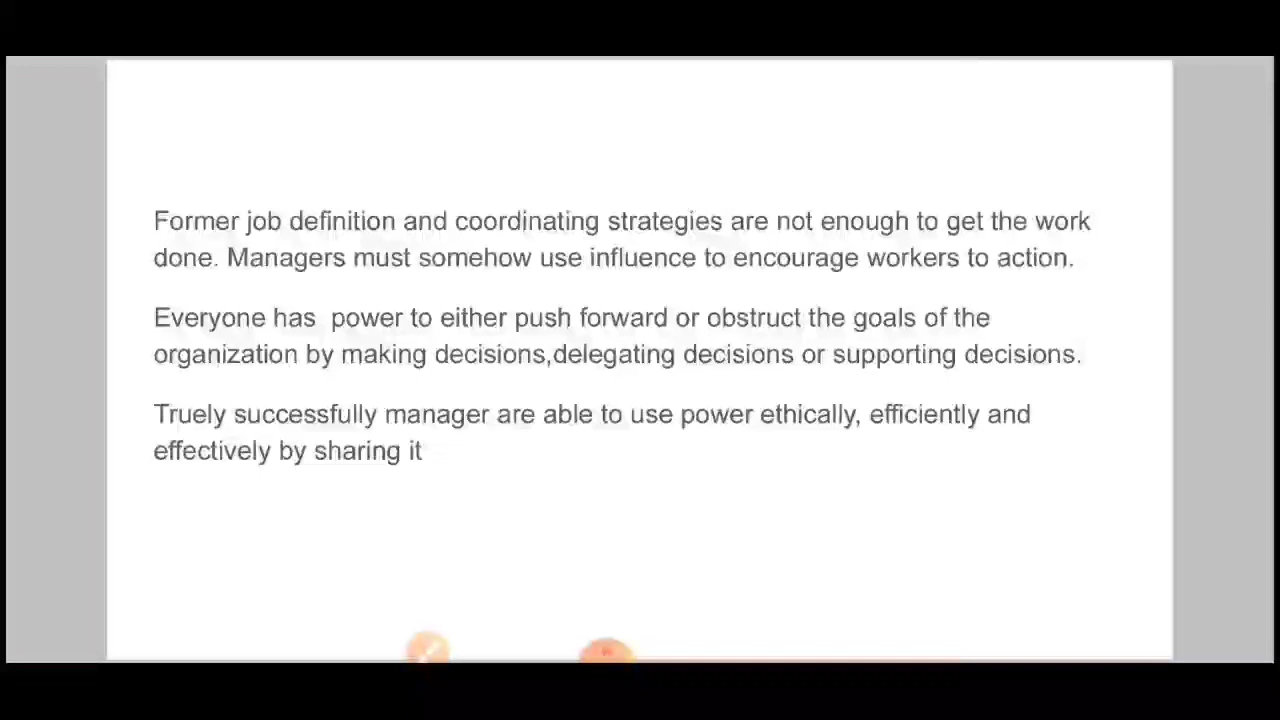 Former job definition and coordinating strategies are not enough to get the work
done. Managers must somehow use influence to encourage workers to action.
Everyone has  power to either push forward or obstruct the goals of the
organization by making decisions,delegating decisions or supporting decisions.
Truely successfully manager are able to use power ethically, efficiently and
effectively by sharing it